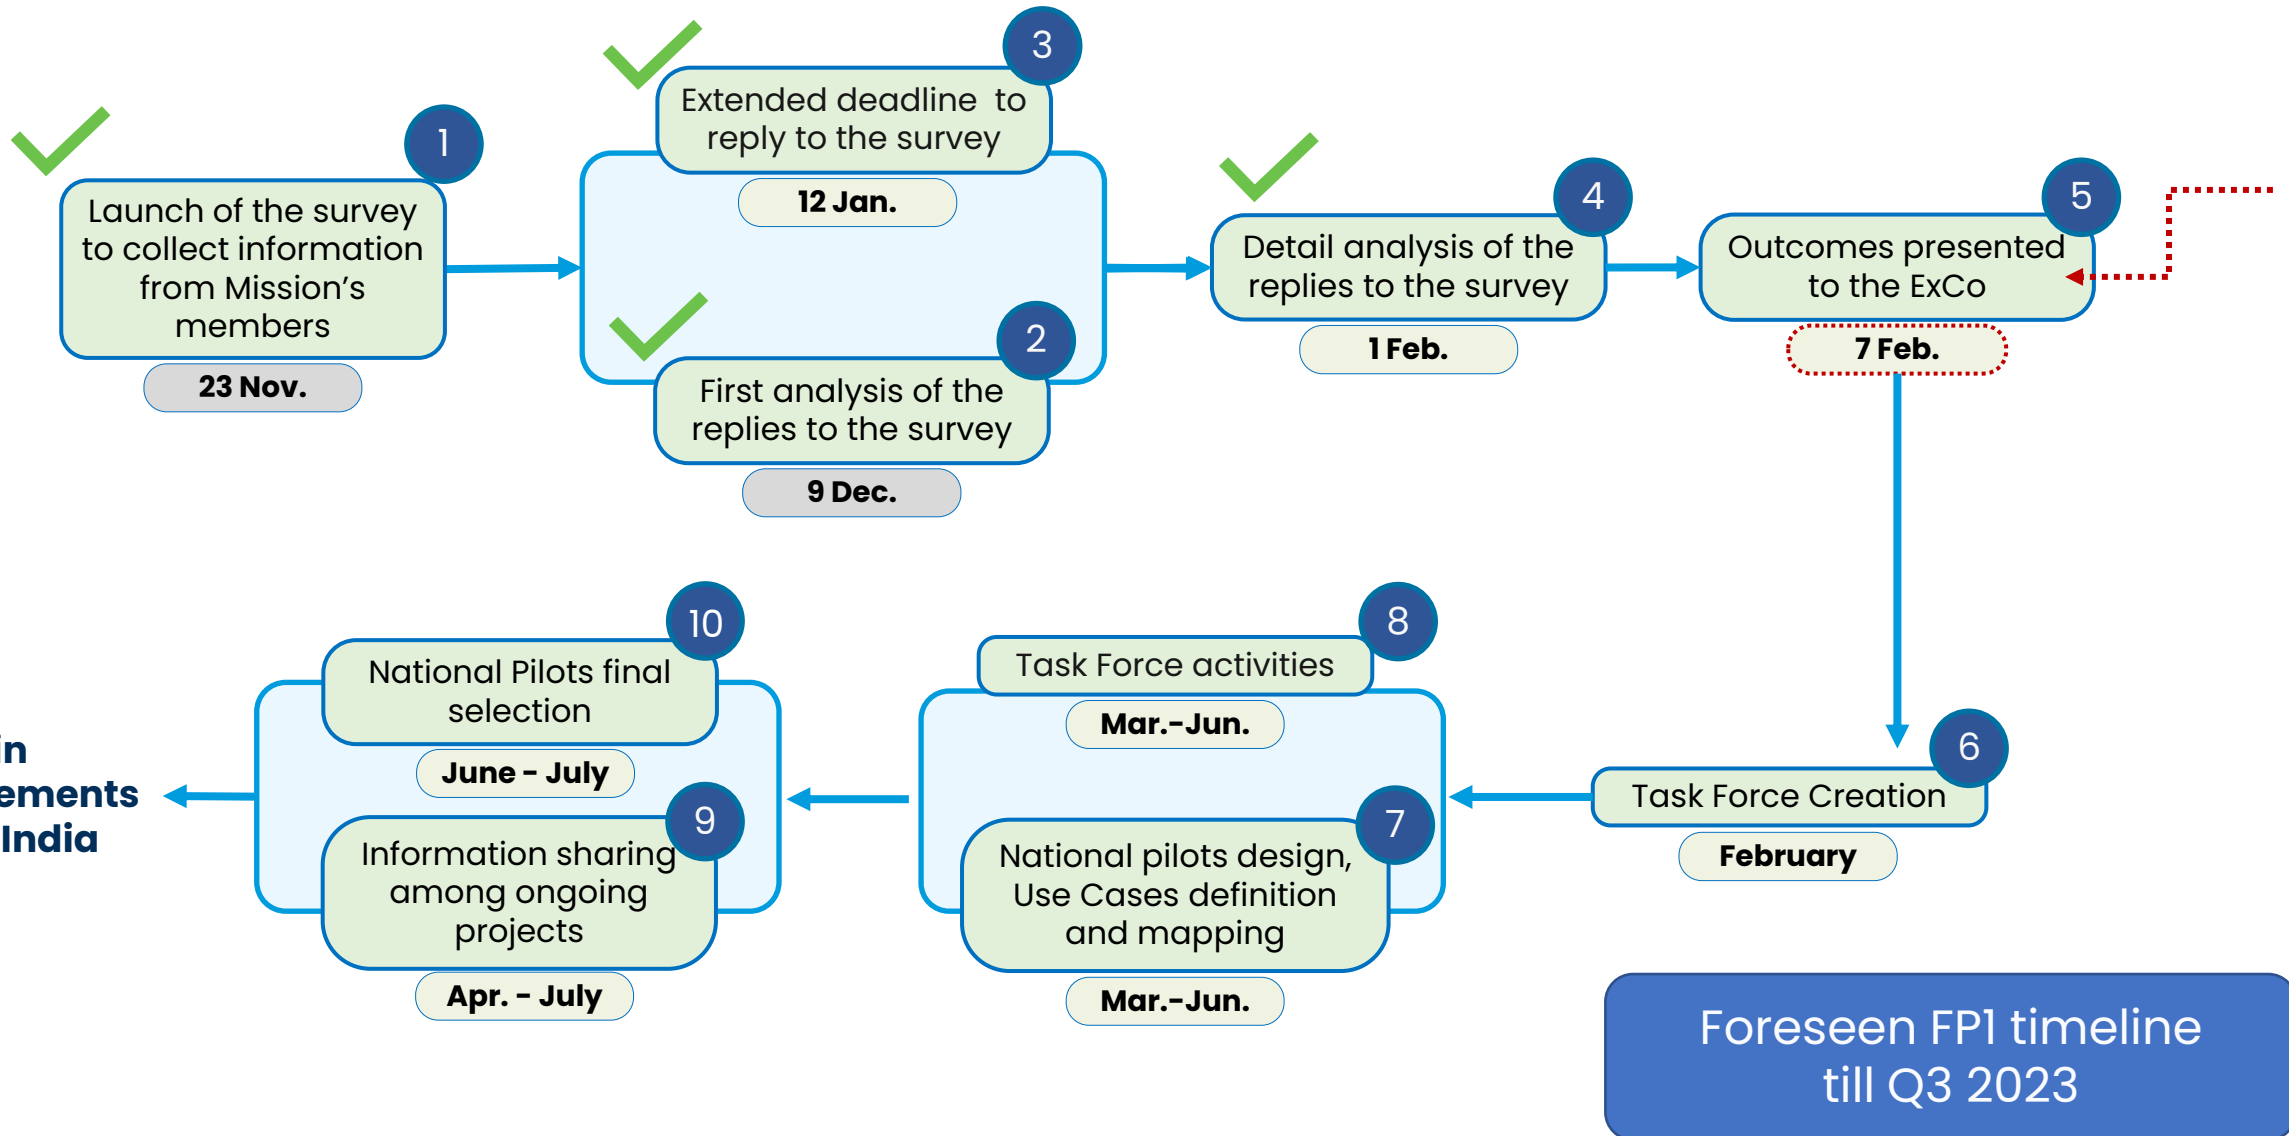 1
Launch of the survey
to collect information
from Mission's
members
23 Nov.
3
Extended deadline  to
reply to the survey
12 Jan.
2
First analysis of the
replies to the survey
9 Dec.
4
Detail analysis of the
replies to the survey
1 Feb.
5
Outcomes presented
to the ExCo
7 Feb.
6
Task Force Creation
February
8
Task Force activities
Mar.-Jun.
7
National pilots design,
Use Cases definition
and mapping
Mar.-Jun.
10
National Pilots final
selection
June - July
9
Information sharing
among ongoing
projects
Apr. - July
in
ements
India
Foreseen FP1 timeline
till Q3 2023